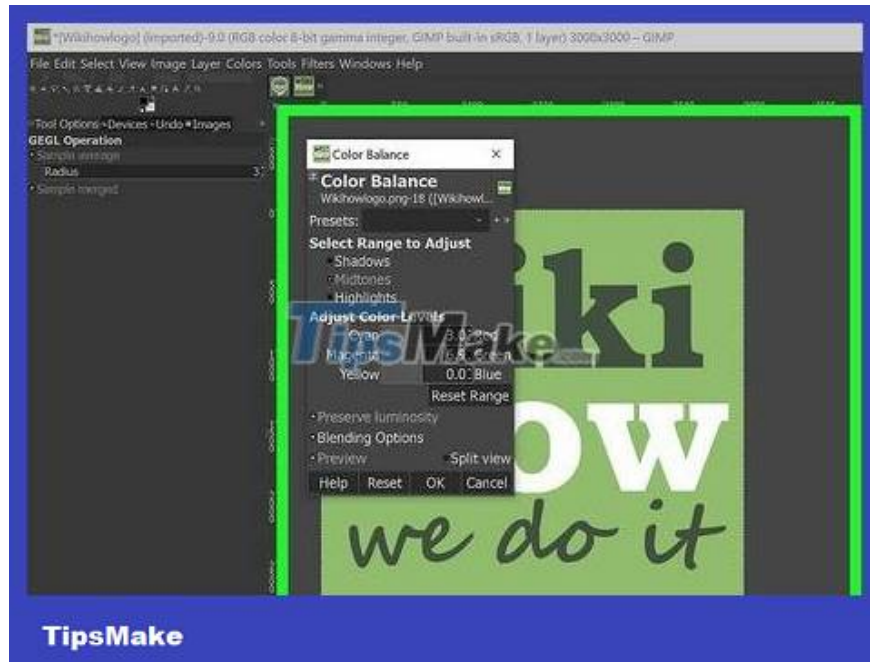 *[Wikihowlogo] (imported)-9.0 (RGB color 8-bit gamma integer, GIMP built-in sRGB, 1 layer) 3000x3000 – GIMP
File Edit Select View Image Layer Colors Tools Filters Windows Help
Tool Options Devices Undo Images
GEGL Operation
Sample average
Radius 3
Sample merged
Color Balance
Color Balance
Wikihowlogo.png-18 ([Wikihowl...
Presets:
Select Range to Adjust
Shadows
Midtones
Highlights
Adjust Color Levels
Cyan Red
Magenta Green
Yellow 0.0 Blue
Reset Range
Preserve luminosity
Blending Options
Preview Split view
Help Reset OK Cancel
TipsMake.com
iki
ow
we do it
TipsMake